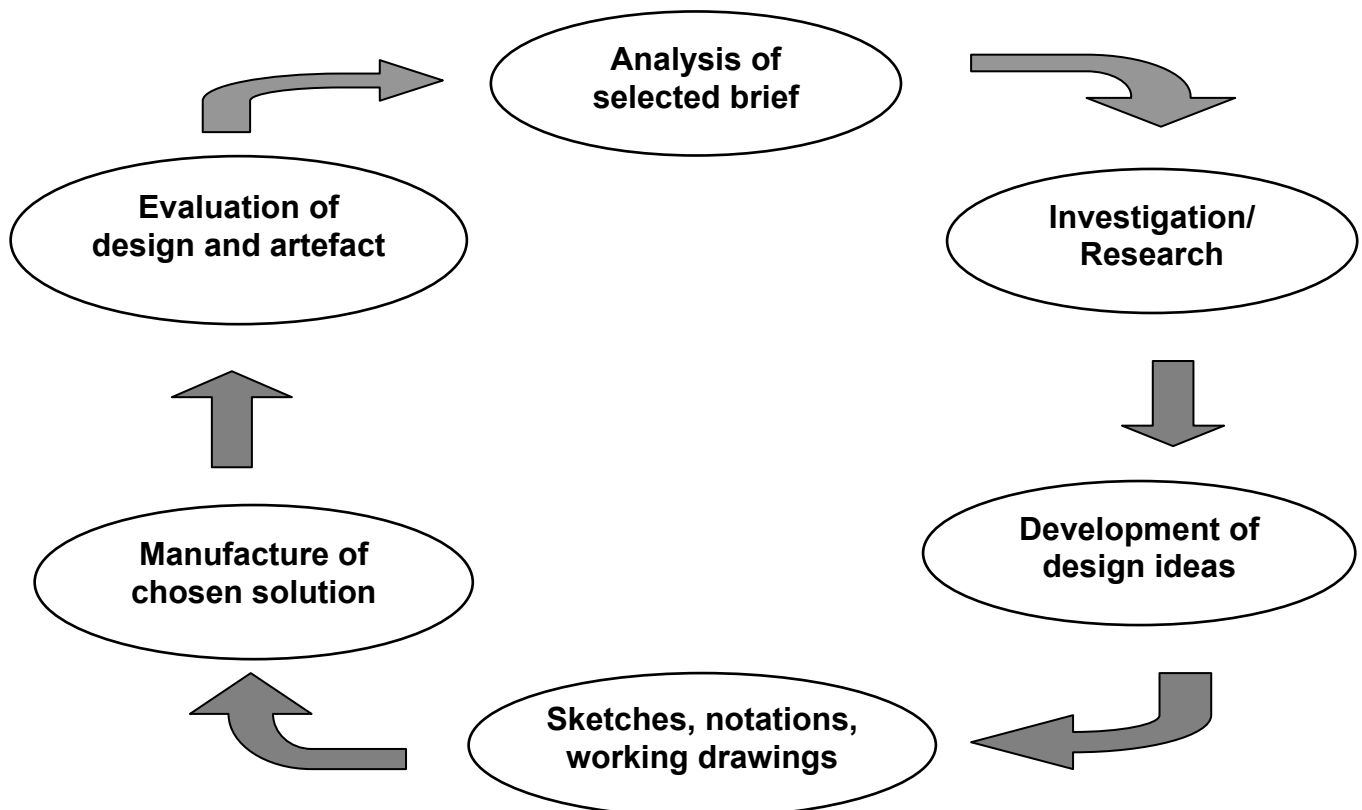 Analysis of
selected brief
Investigation/
Research
Development of
design ideas
Sketches, notations,
working drawings
Manufacture of
chosen solution
Evaluation of
design and artefact